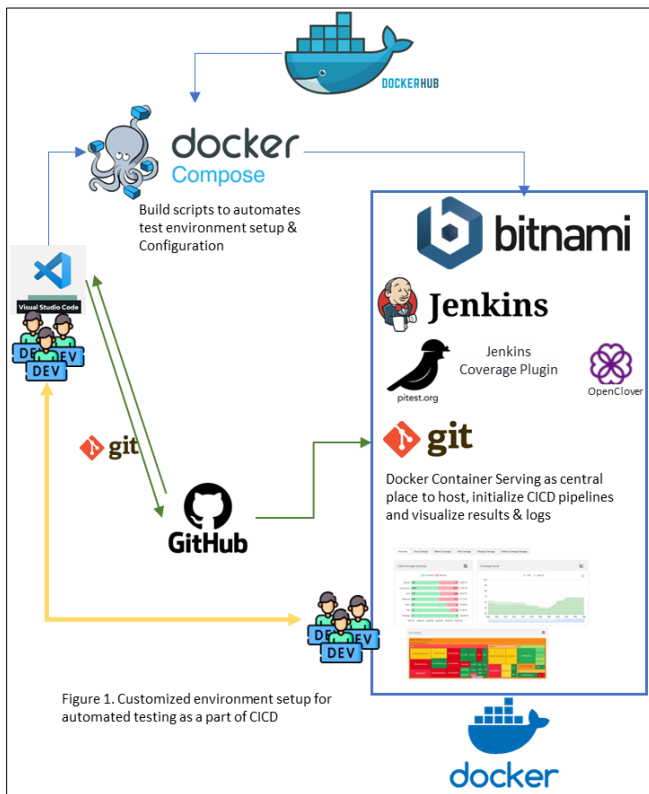 DOCKERHUB
docker
Compose
Build scripts to automates
test environment setup &
Configuration
bitnami
Visual Studio Code
DEV DEV
DEV
Jenkins
Jenkins
Coverage Plugin
pitest.org
OpenClover
git
git
Docker Container Serving as central
place to host, initialize CICD pipelines
and visualize results & logs
GitHub
DEV DEV
DEV
Figure 1. Customized environment setup for
automated testing as a part of CICD
docker